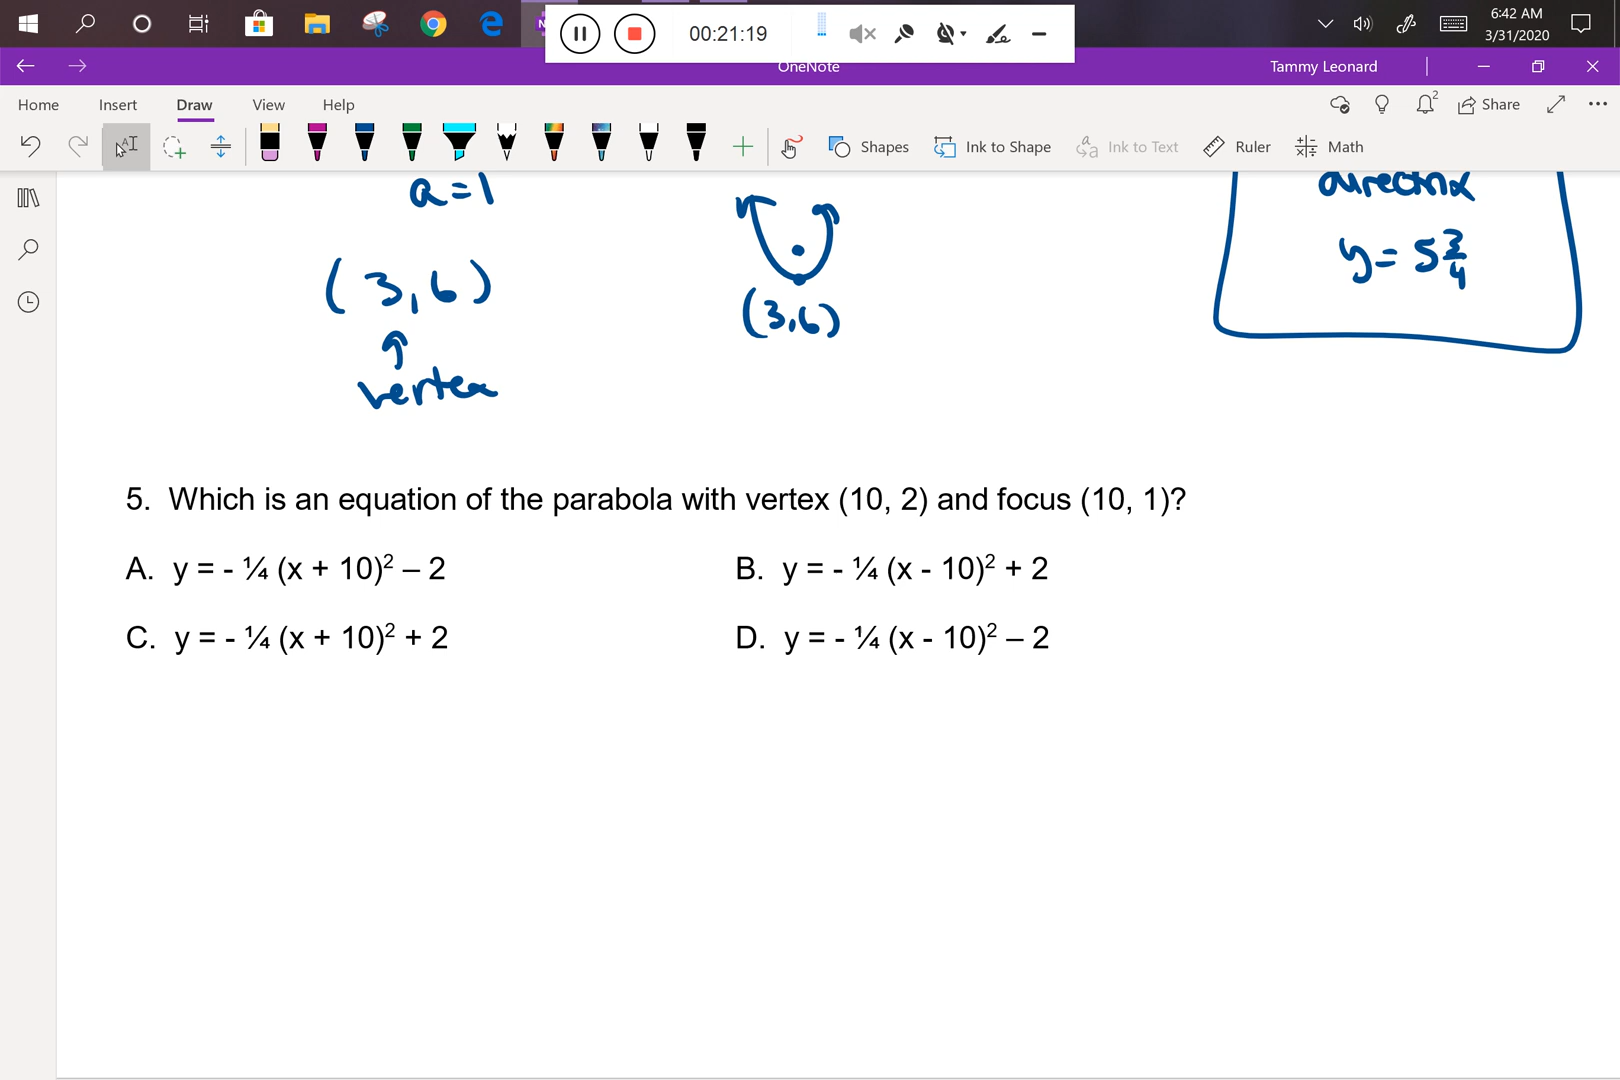 6:42 AM
00:21:19
3/31/2020
OneNote
Tammy Leonard
Home Insert Draw View Help
2
Share
Shapes Ink to Shape Ink to Text Ruler Math
a=1
directrix
y = 5 3/4
(3,6)
(3,6)
vertex
5. Which is an equation of the parabola with vertex (10, 2) and focus (10, 1)?
A. y = - ¼ (x + 10)² – 2
B. y = - ¼ (x - 10)² + 2
C. y = - ¼ (x + 10)² + 2
D. y = - ¼ (x - 10)² – 2